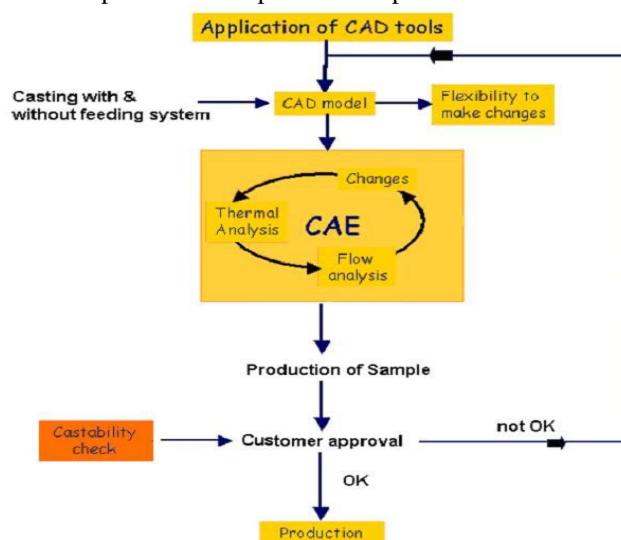 Application of CAD tools
Casting with &
without feeding system
CAD model
Flexibility to
make changes
Changes
Thermal
Analysis
CAE
Flow
analysis
Production of Sample
Castability
check
Customer approval
not OK
OK
Production